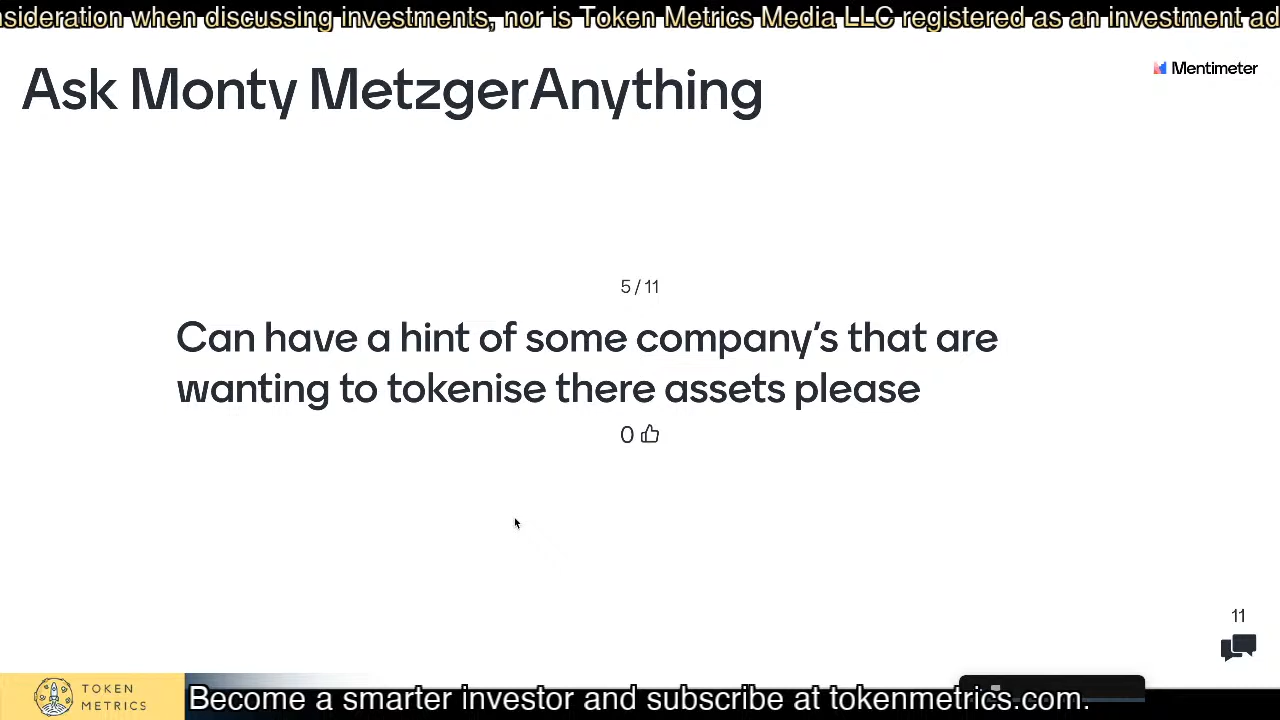 nsideration when discussing investments, nor is Token Metrics Media LLC registered as an investment ad
Ask Monty MetzgerAnything
Mentimeter
5 / 11
Can have a hint of some company's that are
wanting to tokenise there assets please
0
11
TOKEN
METRICS
Become a smarter investor and subscribe at tokenmetrics.com.